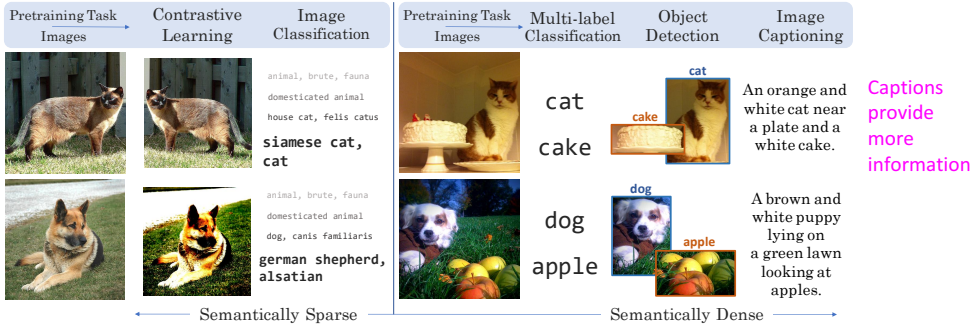 Pretraining Task
Images
Contrastive
Learning
Image
Classification
animal, brute, fauna
domesticated animal
house cat, felis catus
siamese cat,
cat
animal, brute, fauna
domesticated animal
dog, canis familiaris
german shepherd,
alsatian
Semantically Sparse
Pretraining Task
Images
Multi-label
Classification
Object
Detection
Image
Captioning
cat
cake
cat
cake
An orange and
white cat near
a plate and a
white cake.
dog
apple
dog
apple
A brown and
white puppy
lying on
a green lawn
looking at
apples.
Semantically Dense
Captions
provide
more
information